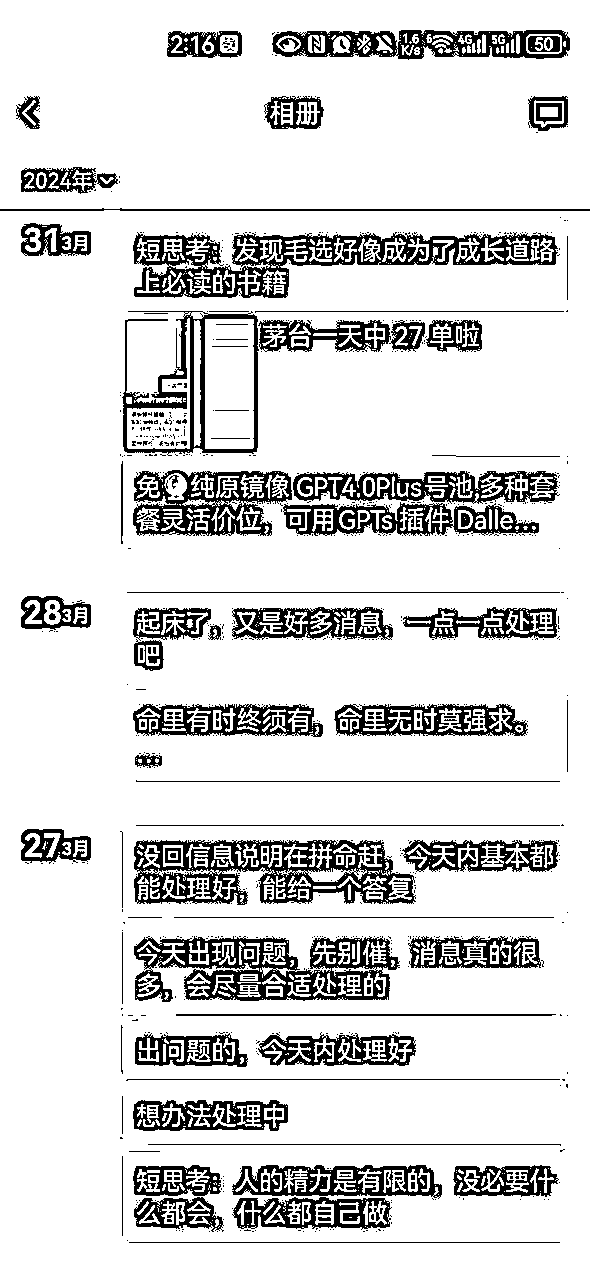 2:16
1.6
K/s
6
4G
5G
50
相册
2024年
31 3月
短思考：发现毛选好像成为了成长道路
上必读的书籍
茅台一天中 27 单啦
纯原镜像 GPT4.0Plus号池,多种套
餐灵活价位，可用GPTs 插件 Dalle...
28 3月
起床了，又是好多消息，一点一点处理
吧
命里有时终须有，命里无时莫强求。
...
27 3月
没回信息说明在拼命赶，今天内基本都
能处理好，能给一个答复
今天出现问题，先别催，消息真的很
多，会尽量合适处理的
出问题的，今天内处理好
想办法处理中
短思考：人的精力是有限的，没必要什
么都会，什么都自己做